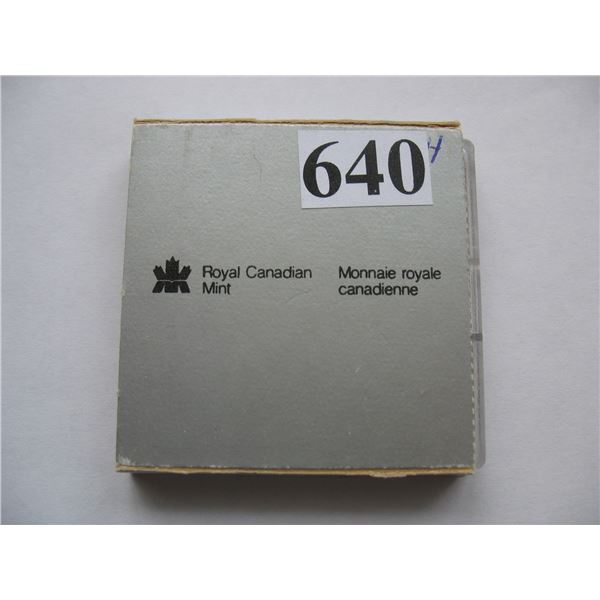 640
H
Royal Canadian
Mint
Monnaie royale
canadienne